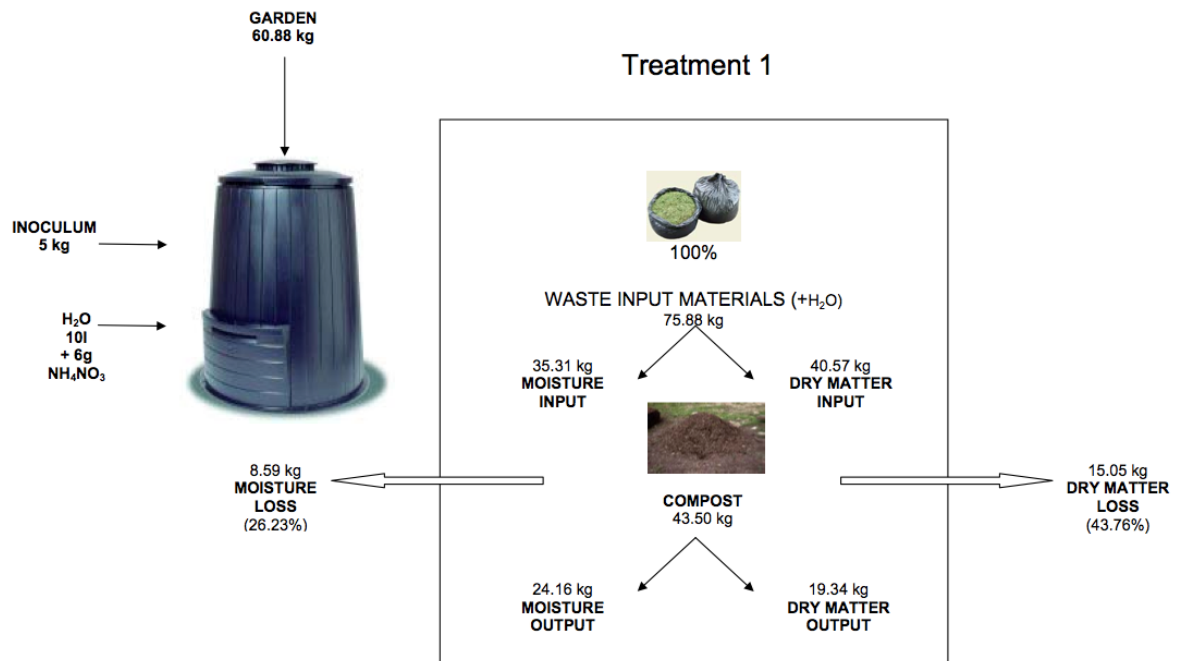 GARDEN
60.88 kg
Treatment 1
INOCULUM
5 kg
100%
H₂O
10l
+ 6g
NH₄NO₃
WASTE INPUT MATERIALS (+H₂O)
75.88 kg
35.31 kg
MOISTURE
INPUT
40.57 kg
DRY MATTER
INPUT
8.59 kg
MOISTURE
LOSS
(26.23%)
COMPOST
43.50 kg
15.05 kg
DRY MATTER
LOSS
(43.76%)
24.16 kg
MOISTURE
OUTPUT
19.34 kg
DRY MATTER
OUTPUT